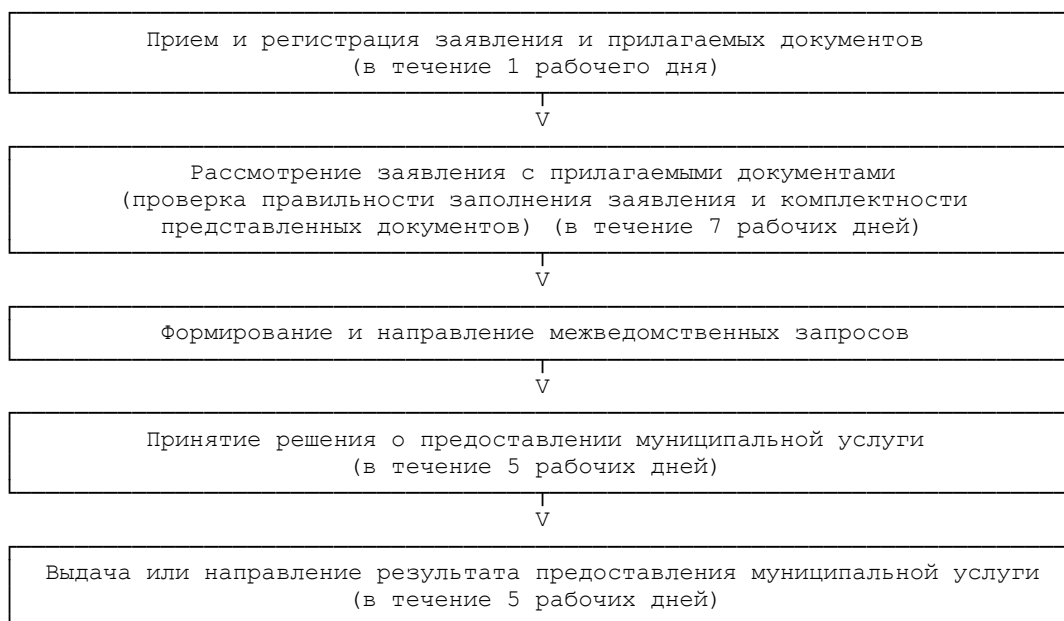 Прием и регистрация заявления и прилагаемых документов
(в течение 1 рабочего дня)
V
Рассмотрение заявления с прилагаемыми документами
(проверка правильности заполнения заявления и комплектности
представленных документов) (в течение 7 рабочих дней)
V
Формирование и направление межведомственных запросов
V
Принятие решения о предоставлении муниципальной услуги
(в течение 5 рабочих дней)
V
Выдача или направление результата предоставления муниципальной услуги
(в течение 5 рабочих дней)